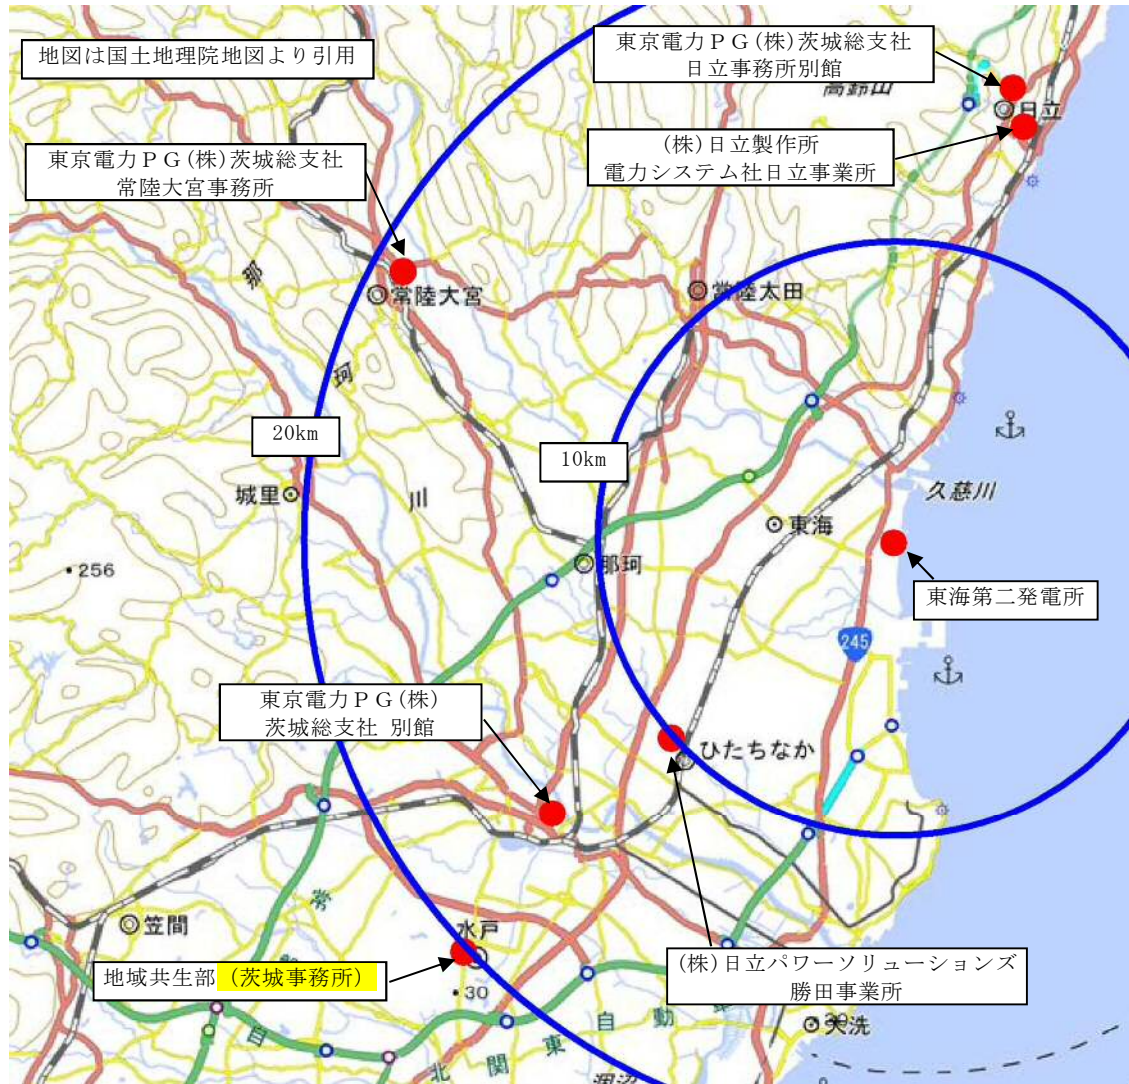 地図は国土地理院地図より引用
東京電力PG(株)茨城総支社
日立事務所別館
高鈴山
日立
(株)日立製作所
電力システム社日立事業所
東京電力PG(株)茨城総支社
常陸大宮事務所
那
常陸大宮
常陸太田
珂
20km
10km
城里
川
久慈川
東海
256
那珂
東海第二発電所
245
東京電力PG(株)
茨城総支社 別館
ひたちなか
常
笠間
水戸
(株)日立パワーソリューションズ
勝田事業所
地域共生部(茨城事務所)
30
大洗
自
北関東自動
涸沼